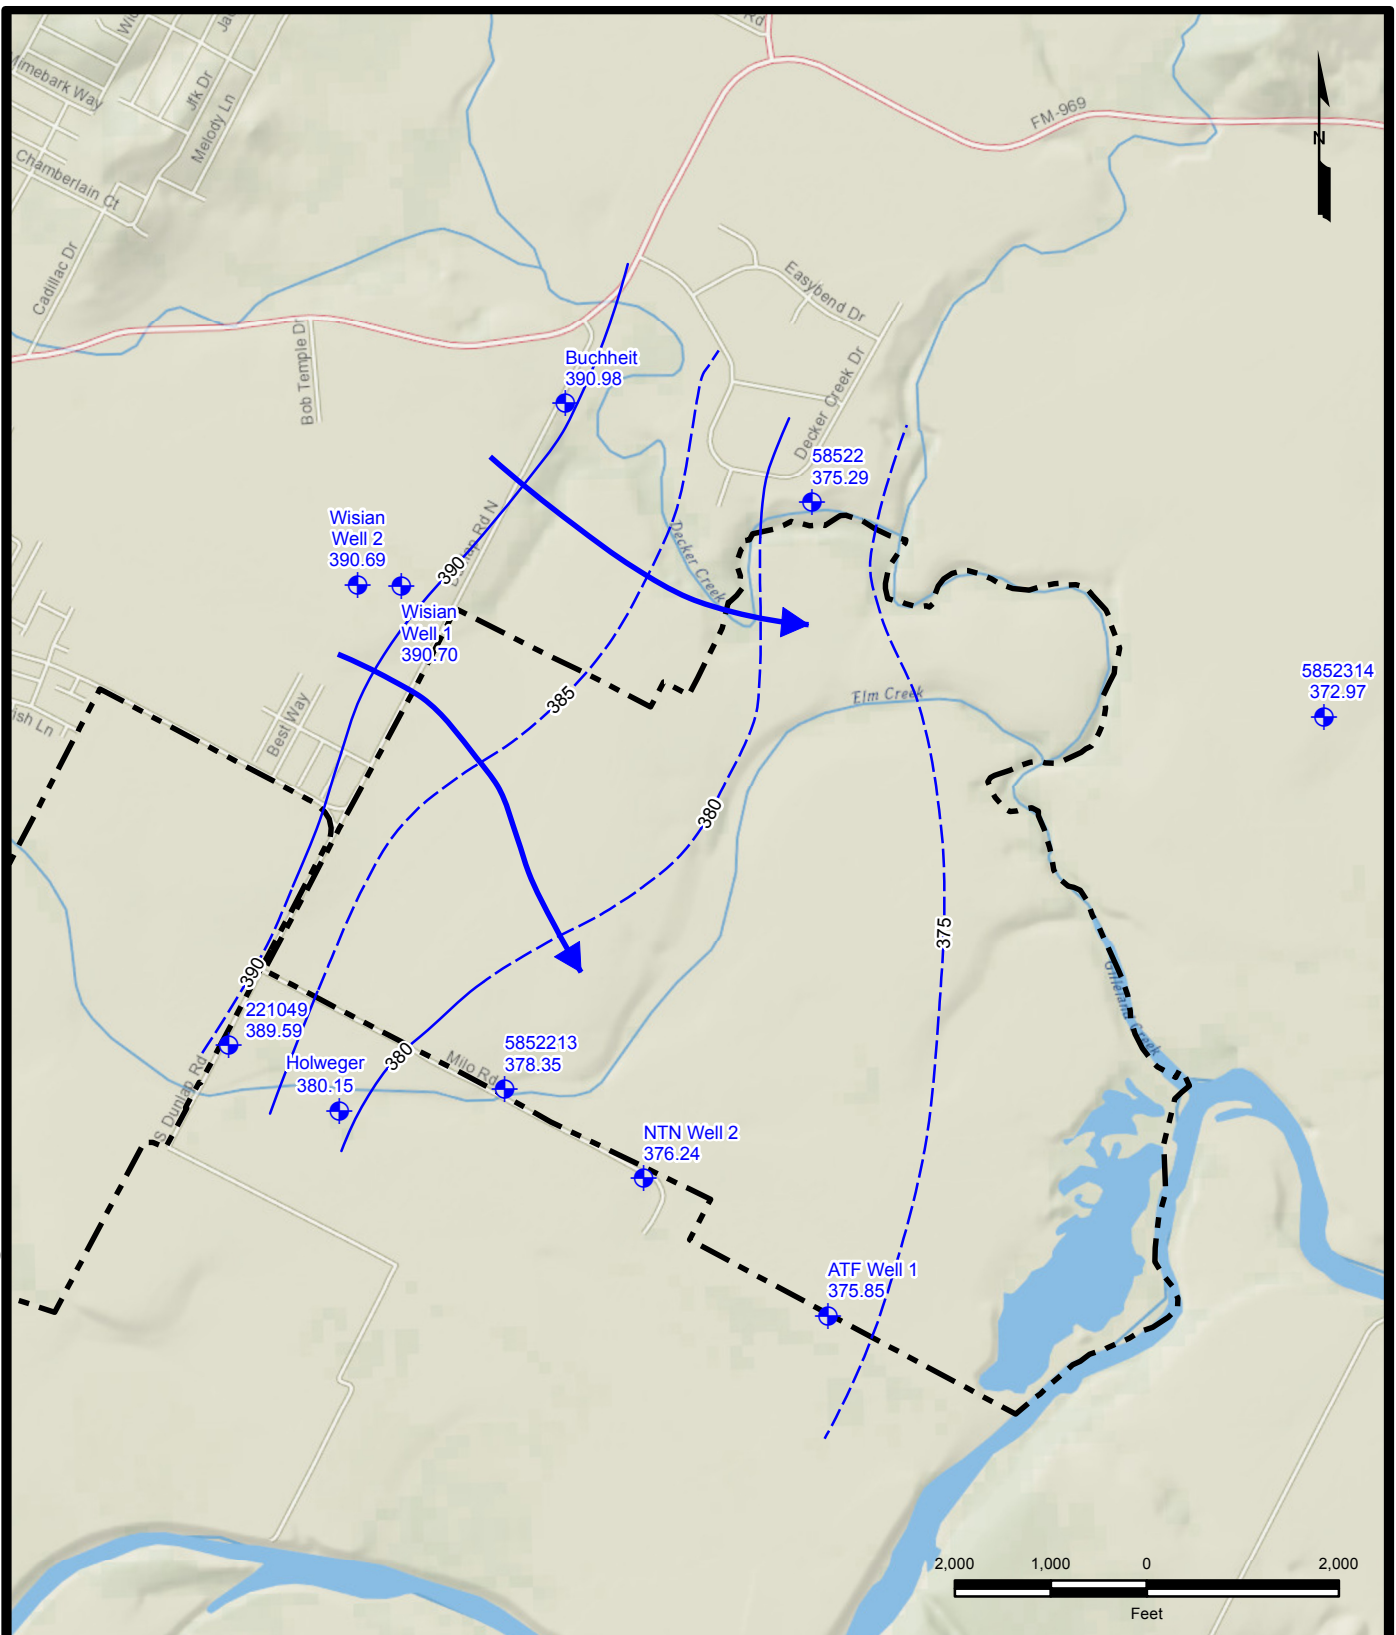 Rd
Jfk Dr
Mimebark Way
Melody Ln
FM-969
N
Chamberlain Ct
Cadillac Dr
Easybend Dr
Bob Temple Dr
Decker Creek Dr
Buchheit
390.98
58522
375.29
Wisian
Well 2
390.69
390
Decker Creek
Wisian
Well 1
390.70
385
Elm Creek
5852314
372.97
Best Way
380
375
390
Gilleland Creek
221049
389.59
S Dunlap Rd
Holweger
380.15
380
Milo Rd
5852213
378.35
NTN Well 2
376.24
ATF Well 1
375.85
2,000 1,000 0 2,000
Feet